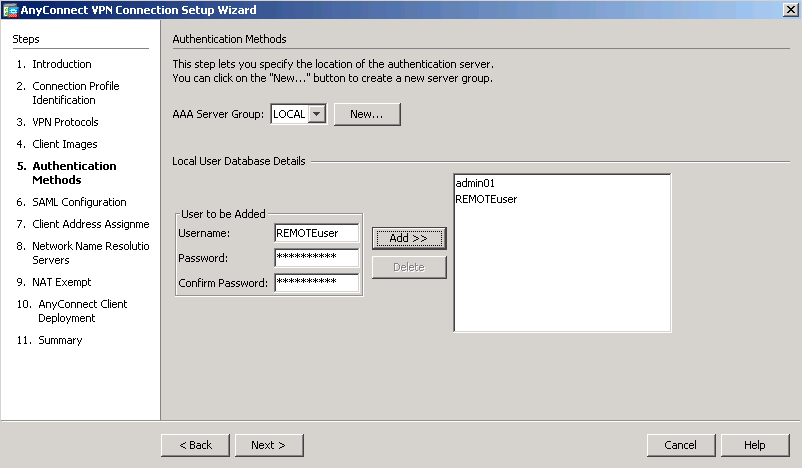 AnyConnect VPN Connection Setup Wizard
Steps
1. Introduction
2. Connection Profile
Identification
3. VPN Protocols
4. Client Images
5. Authentication
Methods
6. SAML Configuration
7. Client Address Assignme
8. Network Name Resolutio
Servers
9. NAT Exempt
10. AnyConnect Client
Deployment
11. Summary
Authentication Methods
This step lets you specify the location of the authentication server.
You can click on the "New..." button to create a new server group.
AAA Server Group: LOCAL New...
Local User Database Details
User to be Added
Username: REMOTEuser
Password: **********
Confirm Password: **********
Add >>
Delete
admin01
REMOTEuser
< Back Next > Cancel Help